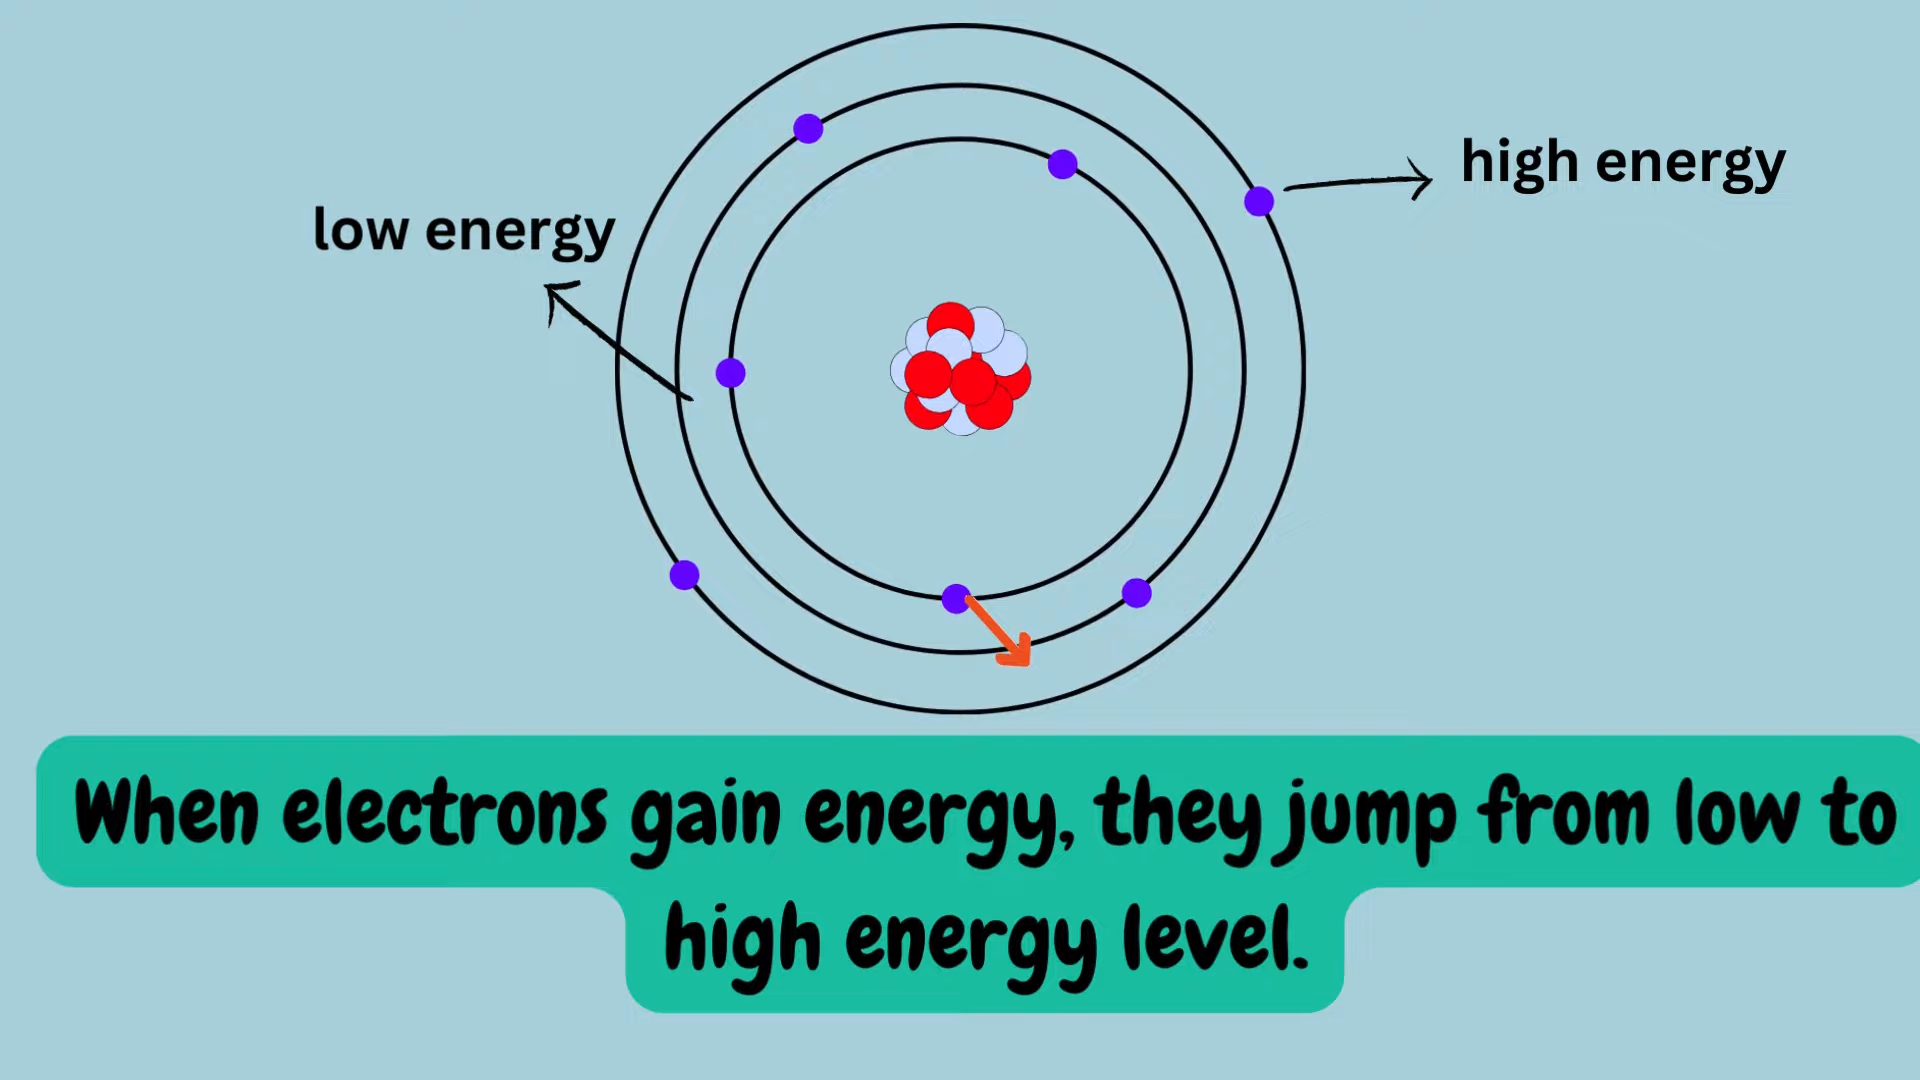 high energy
low energy
When electrons gain energy, they jump from low to
high energy level.